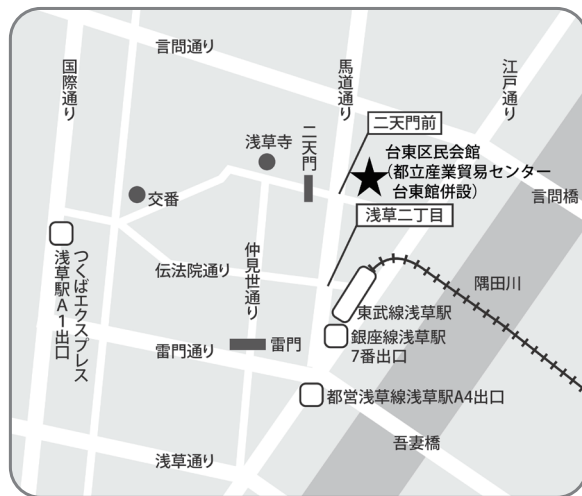 言問通り
国際通り
馬道通り
江戸通り
二天門前
二天門
浅草寺
台東区民会館
(都立産業貿易センター
台東館併設)
言問橋
交番
浅草二丁目
つくばエクスプレス
浅草駅A1出口
伝法院通り
仲見世通り
隅田川
東武線浅草駅
銀座線浅草駅
7番出口
雷門通り
雷門
都営浅草線浅草駅A4出口
吾妻橋
浅草通り